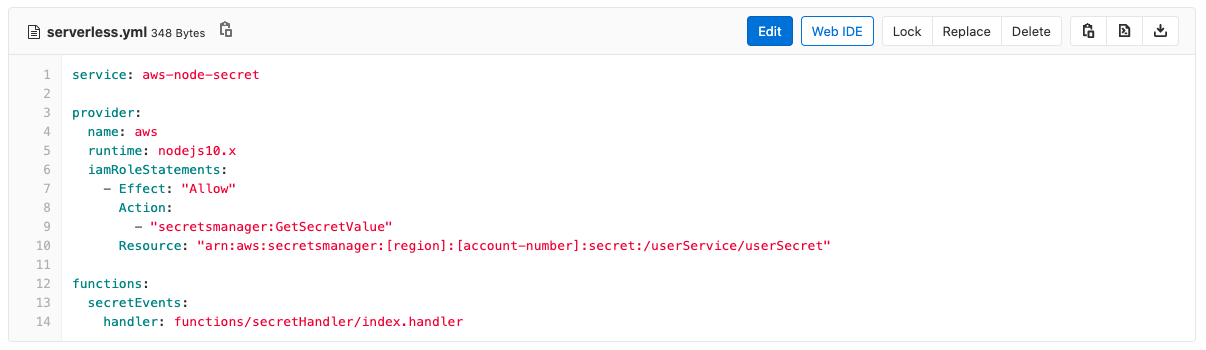 serverless.yml 348 Bytes Edit Web IDE Lock Replace Delete
1 service: aws-node-secret
2
3 provider:
4   name: aws
5   runtime: nodejs10.x
6   iamRoleStatements:
7     - Effect: "Allow"
8       Action:
9         - "secretsmanager:GetSecretValue"
10       Resource: "arn:aws:secretsmanager:[region]:[account-number]:secret:/userService/userSecret"
11
12 functions:
13   secretEvents:
14     handler: functions/secretHandler/index.handler